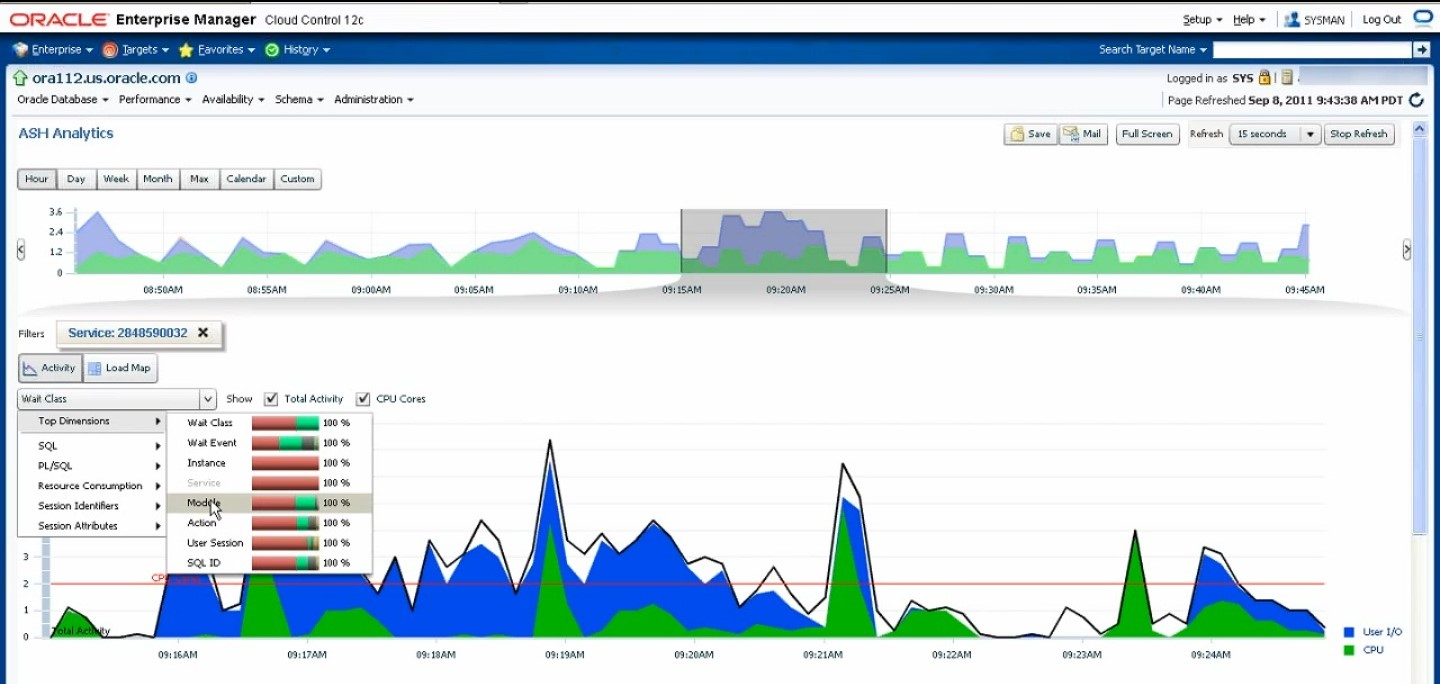 ORACLE Enterprise Manager Cloud Control 12c Setup Help SYSMAN Log Out
Enterprise Targets Favorites History Search Target Name
ora112.us.oracle.com Logged in as SYS
Oracle Database Performance Availability Schema Administration Page Refreshed Sep 8, 2011 9:43:38 AM PDT
ASH Analytics Save Mail Full Screen Refresh 15 seconds Stop Refresh
Hour Day Week Month Max Calendar Custom
3.6
2.4
1.2
0
08:50AM 08:55AM 09:00AM 09:05AM 09:10AM 09:15AM 09:20AM 09:25AM 09:30AM 09:35AM 09:40AM 09:45AM
Filters Service: 2848590032
Activity Load Map
Wait Class Show Total Activity CPU Cores
Top Dimensions Wait Class 100 %
SQL Wait Event 100 %
PL/SQL Instance 100 %
Resource Consumption Service 100 %
Session Identifiers Module 100 %
Session Attributes Action 100 %
User Session 100 %
SQL ID 100 %
3
2
1
0 Total Activity
User I/O
CPU
09:16AM 09:17AM 09:18AM 09:19AM 09:20AM 09:21AM 09:22AM 09:23AM 09:24AM